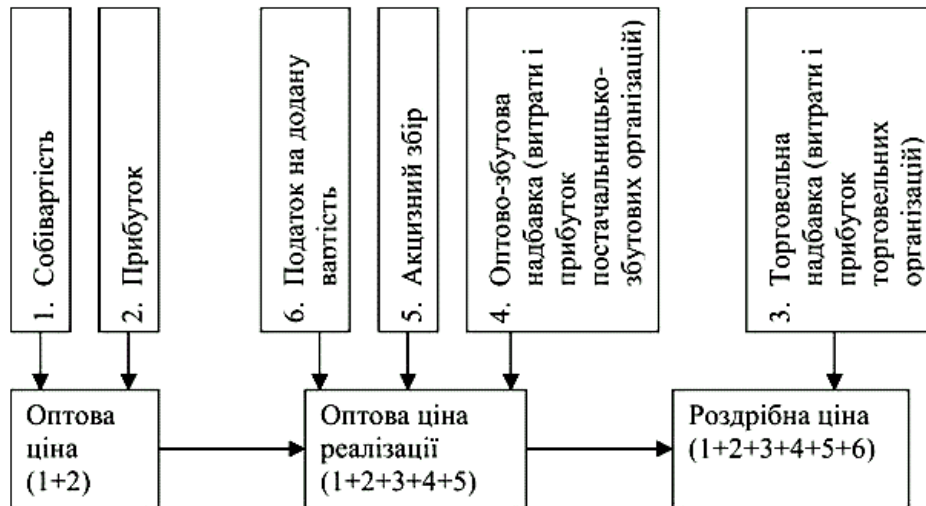 1. Собівартість
2. Прибуток
6. Податок на додану
вартість
5. Акцизний збір
4. Оптово-збутова
надбавка (витрати і
прибуток
постачальницько-
збутових організацій)
3. Торговельна
надбавка (витрати і
прибуток
торговельних
організацій)
Оптова
ціна
(1+2)
Оптова ціна
реалізації
(1+2+3+4+5)
Роздрібна ціна
(1+2+3+4+5+6)